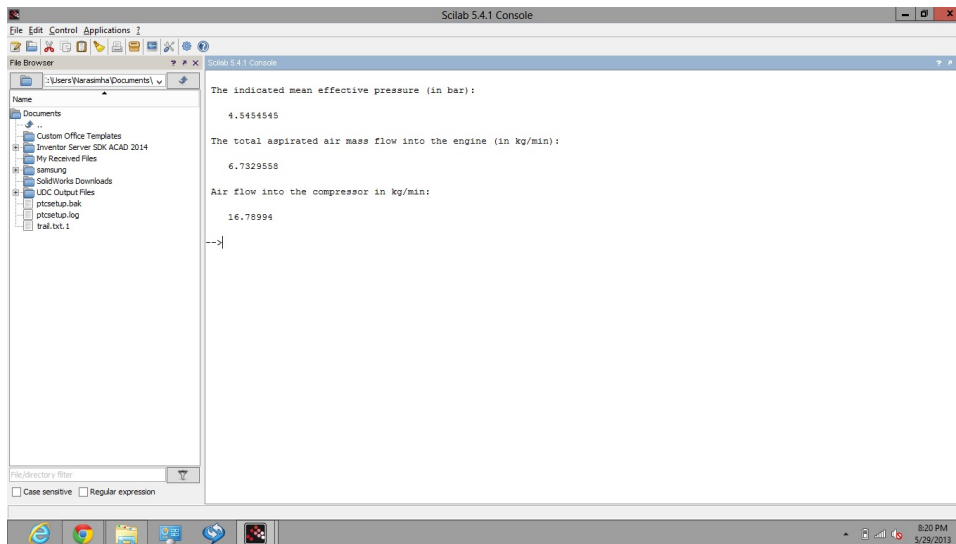 Scilab 5.4.1 Console
File Edit Control Applications ?
File Browser
Scilab 5.4.1 Console
:\Users\Narasimha\Documents\
Name
Documents
..
Custom Office Templates
Inventor Server SDK ACAD 2014
My Received Files
samsung
SolidWorks Downloads
UDC Output Files
ptcsetup.bak
ptcsetup.log
trail.txt.1
The indicated mean effective pressure (in bar):
4.5454545
The total aspirated air mass flow into the engine (in kg/min):
6.7329558
Air flow into the compressor in kg/min:
16.78994
-->
File/directory filter
Case sensitive Regular expression
8:20 PM
5/29/2013